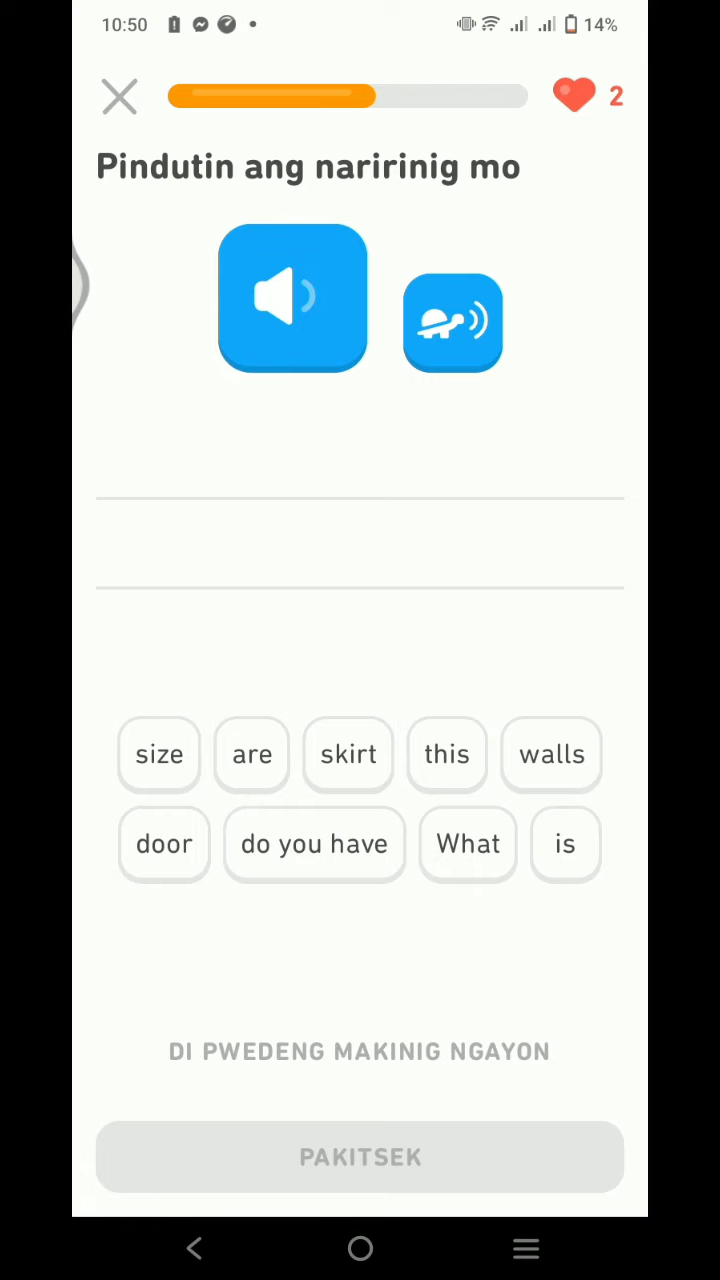 10:50 14%
2
Pindutin ang naririnig mo
size are skirt this walls
door do you have What is
DI PWEDENG MAKINIG NGAYON
PAKITSEK